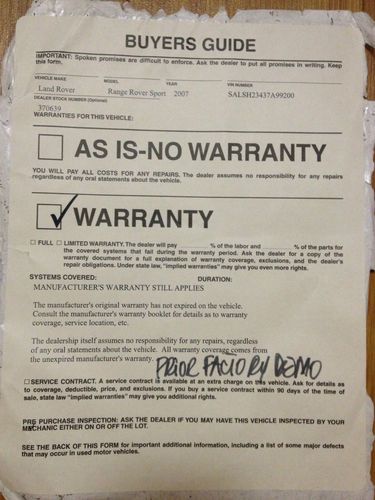 BUYERS GUIDE
IMPORTANT: Spoken promises are difficult to enforce. Ask the dealer to put all promises in writing. Keep
this form.
VEHICLE MAKE MODEL YEAR VIN NUMBER
Land Rover Range Rover Sport 2007 SALSH23437A99200
DEALER STOCK NUMBER (Optional)
370639
WARRANTIES FOR THIS VEHICLE:
AS IS-NO WARRANTY
YOU WILL PAY ALL COSTS FOR ANY REPAIRS. The dealer assumes no responsibility for any repairs
regardless of any oral statements about the vehicle.
WARRANTY
FULL LIMITED WARRANTY. The dealer will pay % of the labor and % of the parts for
the covered systems that fail during the warranty period. Ask the dealer for a copy of the
warranty document for a full explanation of warranty coverage, exclusions, and the dealer's
repair obligations. Under state law, "implied warranties" may give you even more rights.
SYSTEMS COVERED: DURATION:
MANUFACTURER'S WARRANTY STILL APPLIES
The manufacturer's original warranty has not expired on the vehicle.
Consult the manufacturer's warranty booklet for details as to warranty
coverage, service location, etc.
The dealership itself assumes no responsibility for any repairs, regardless
of any oral statements about the vehicle. All warranty coverage comes from
the unexpired manufacturer's warranty.
PRIOR FACTORY DEMO
SERVICE CONTRACT. A service contract is available at an extra charge on this vehicle. Ask for details as
to coverage, deductible, price, and exclusions. If you buy a service contract within 90 days of the time of
sale, state law "implied warranties" may give you additional rights.
PRE PURCHASE INSPECTION: ASK THE DEALER IF YOU MAY HAVE THIS VEHICLE INSPECTED BY YOUR
MECHANIC EITHER ON OR OFF THE LOT.
SEE THE BACK OF THIS FORM for important additional information, including a list of some major defects
that may occur in used motor vehicles.